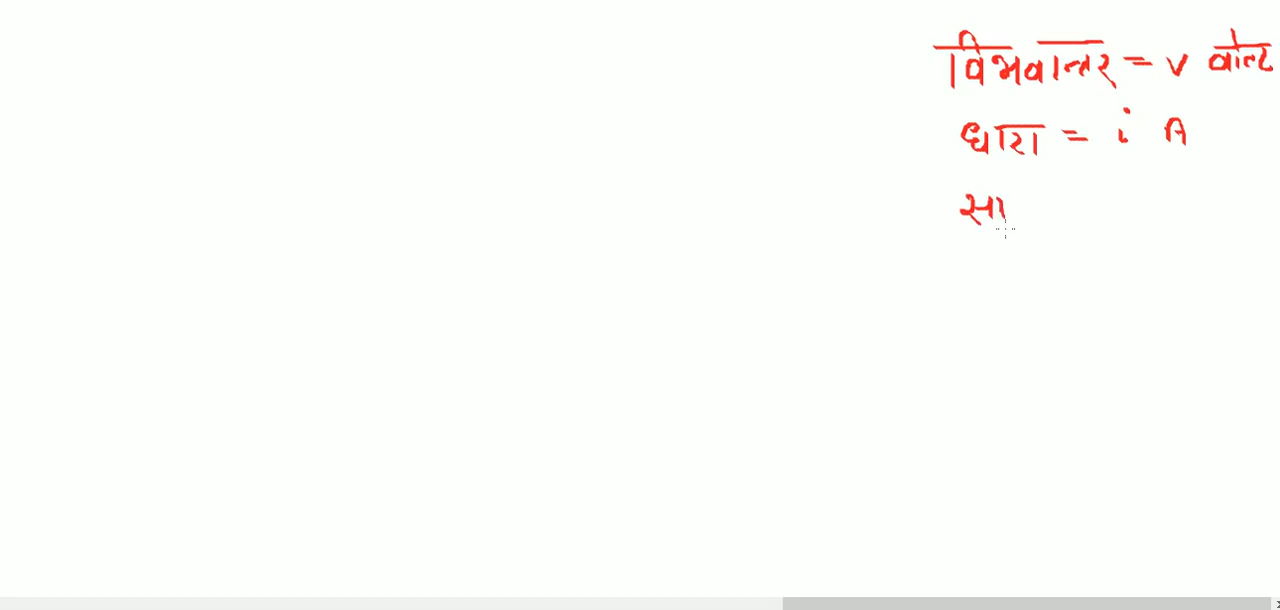 विभवान्तर = v वोल्ट
धारा = i A
सा